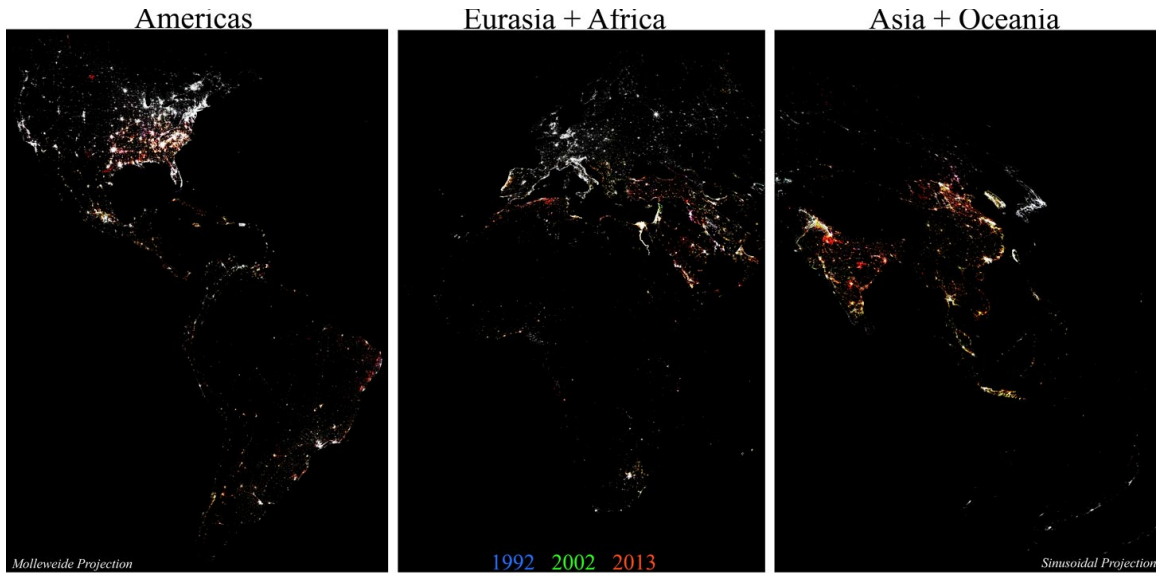 Americas
Eurasia + Africa
Asia + Oceania
Molleweide Projection
1992 2002 2013
Sinusoidal Projection